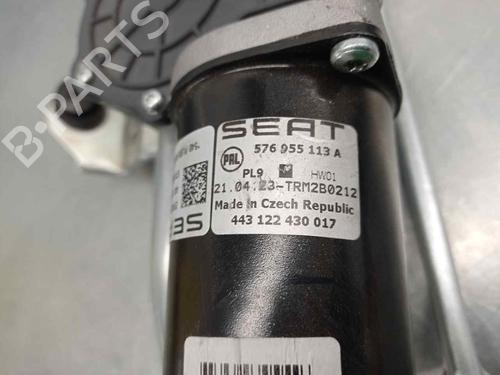 B-PARTS
SEAT
PAL
576 955 113 A
PL9
HW01
21.04.23-TRM2B0212
Made in Czech Republic
443 122 430 017